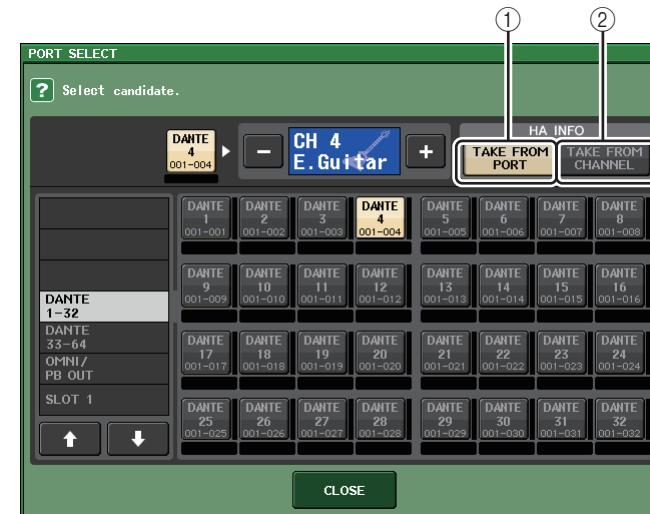 ① ②
PORT SELECT
? Select candidate.
HA INFO
DANTE
4
001-004
−
CH 4
E.Guitar
+
TAKE FROM
PORT
TAKE FROM
CHANNEL
DANTE
1
001-001
DANTE
2
001-002
DANTE
3
001-003
DANTE
4
001-004
DANTE
5
001-005
DANTE
6
001-006
DANTE
7
001-007
DANTE
8
001-008
DANTE
9
001-009
DANTE
10
001-010
DANTE
11
001-011
DANTE
12
001-012
DANTE
13
001-013
DANTE
14
001-014
DANTE
15
001-015
DANTE
16
001-016
DANTE
17
001-017
DANTE
18
001-018
DANTE
19
001-019
DANTE
20
001-020
DANTE
21
001-021
DANTE
22
001-022
DANTE
23
001-023
DANTE
24
001-024
DANTE
25
001-025
DANTE
26
001-026
DANTE
27
001-027
DANTE
28
001-028
DANTE
29
001-029
DANTE
30
001-030
DANTE
31
001-031
DANTE
32
001-032
DANTE
1-32
DANTE
33-64
OMNI/
PB OUT
SLOT 1
CLOSE